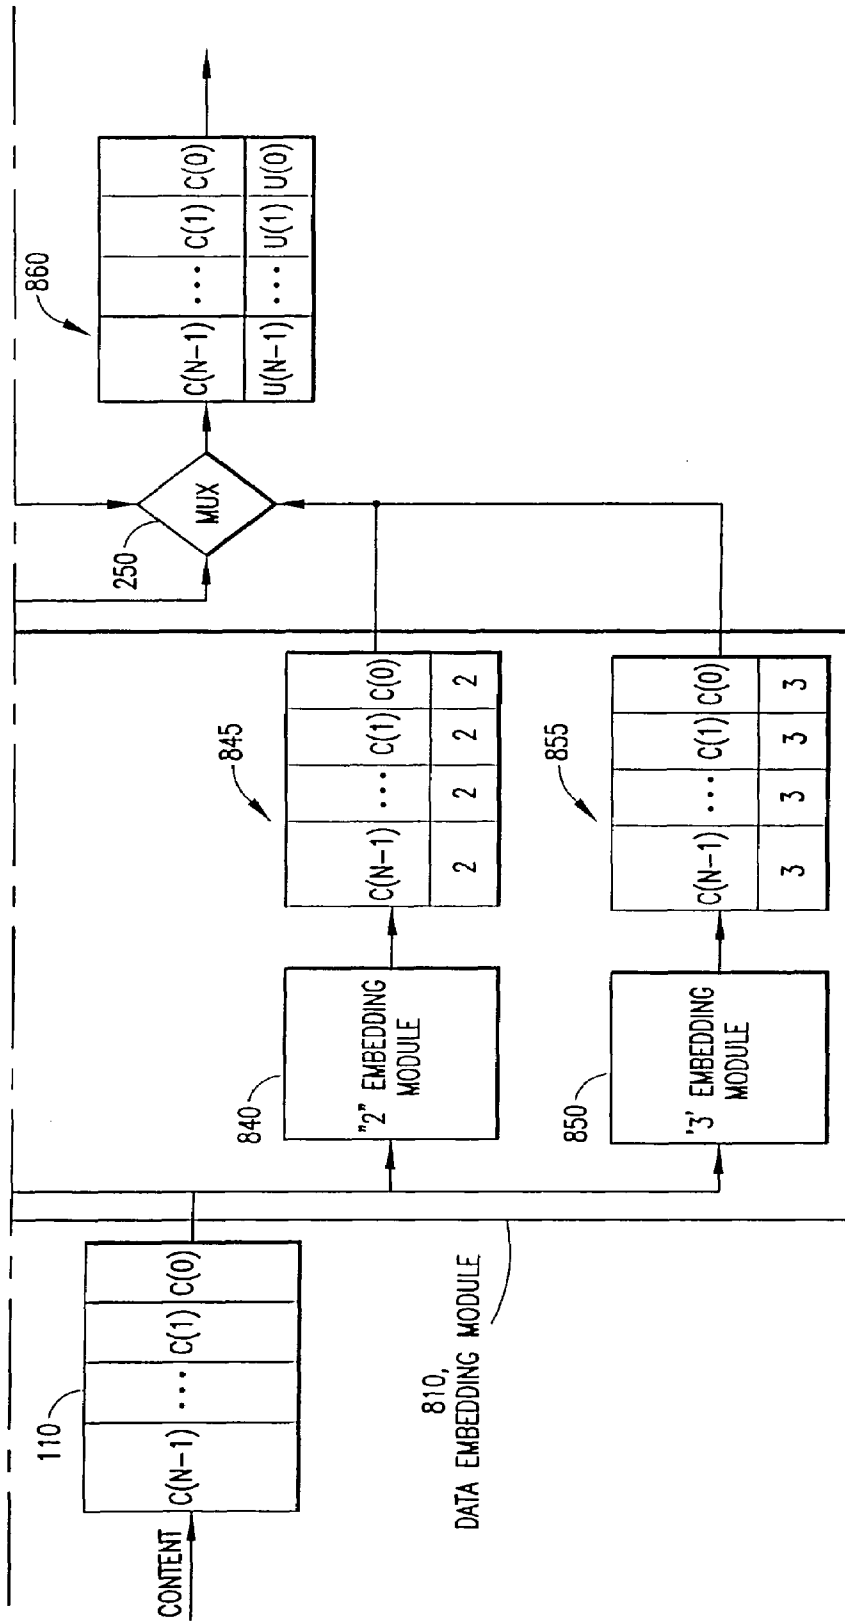 CONTENT
110
C(N-1) ••• C(1) C(0)
810,
DATA EMBEDDING MODULE
840
"2" EMBEDDING
MODULE
845
C(N-1) ••• C(1) C(0)
2 2 2 2
850
'3' EMBEDDING
MODULE
855
C(N-1) ••• C(1) C(0)
3 3 3 3
250
MUX
860
C(N-1) ••• C(1) C(0)
U(N-1) ••• U(1) U(0)